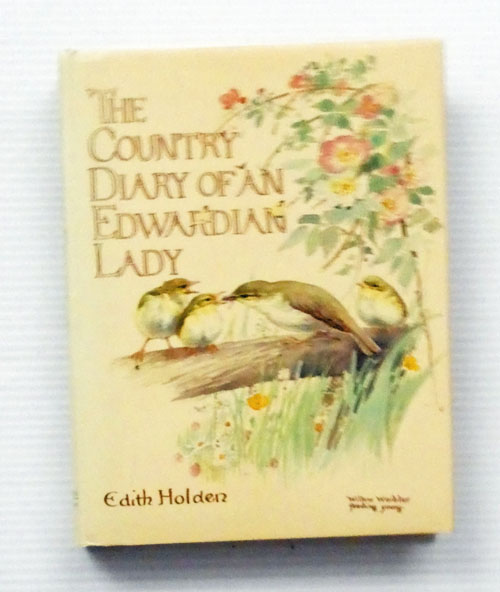 THE
COUNTRY
DIARY OF AN
EDWARDIAN
LADY
Edith Holden
Willow Warbler
feeding young